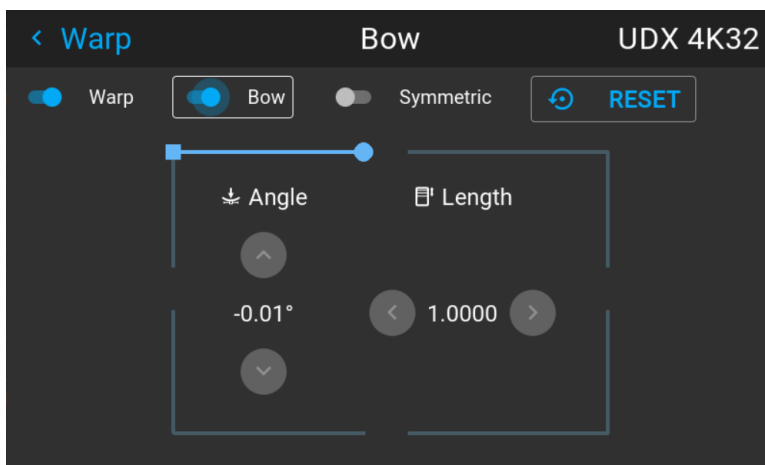 Warp Bow UDX 4K32
Warp Bow Symmetric RESET
Angle Length
-0.01° 1.0000